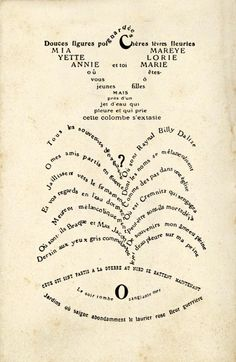 Douces figures poignardées Chères lèvres fleuries
MIA MAREYE
YETTE LORIE
ANNIE et toi MARIE
où êtes-
vous ô
jeunes filles
MAIS
près d'un
jet d'eau qui
pleure et qui prie
cette colombe s'extasie
?
Tous les souvenirs de naguère
O mes amis partis en guerre
Jaillissent vers le firmament
Et vos regards en l'eau dormant
Meurent mélancoliquement
Où sont-ils Braque et Max Jacob
Derain aux yeux gris comme l'aube
Où sont Raynal Billy Dalize
Dont les noms se mélancolisent
Comme des pas dans une église
Où est Cremnitz qui s'engagea
Peut-être sont-ils morts déjà
De souvenirs mon âme est pleine
Le jet d'eau pleure sur ma peine
CEUX QUI SONT PARTIS A LA GUERRE AU NORD SE BATTENT MAINTENANT
Le soir tombe O sanglante mer
Jardins où saigne abondamment le laurier rose fleur guerrière